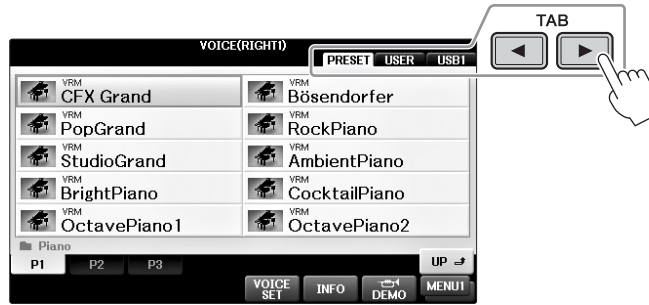 TAB
VOICE(RIGHT1)
PRESET USER USB1
VRM
CFX Grand
VRM
Bösendorfer
VRM
PopGrand
VRM
RockPiano
VRM
StudioGrand
VRM
AmbientPiano
VRM
BrightPiano
VRM
CocktailPiano
VRM
OctavePiano1
VRM
OctavePiano2
Piano
P1 P2 P3 UP
VOICE SET INFO DEMO MENU1